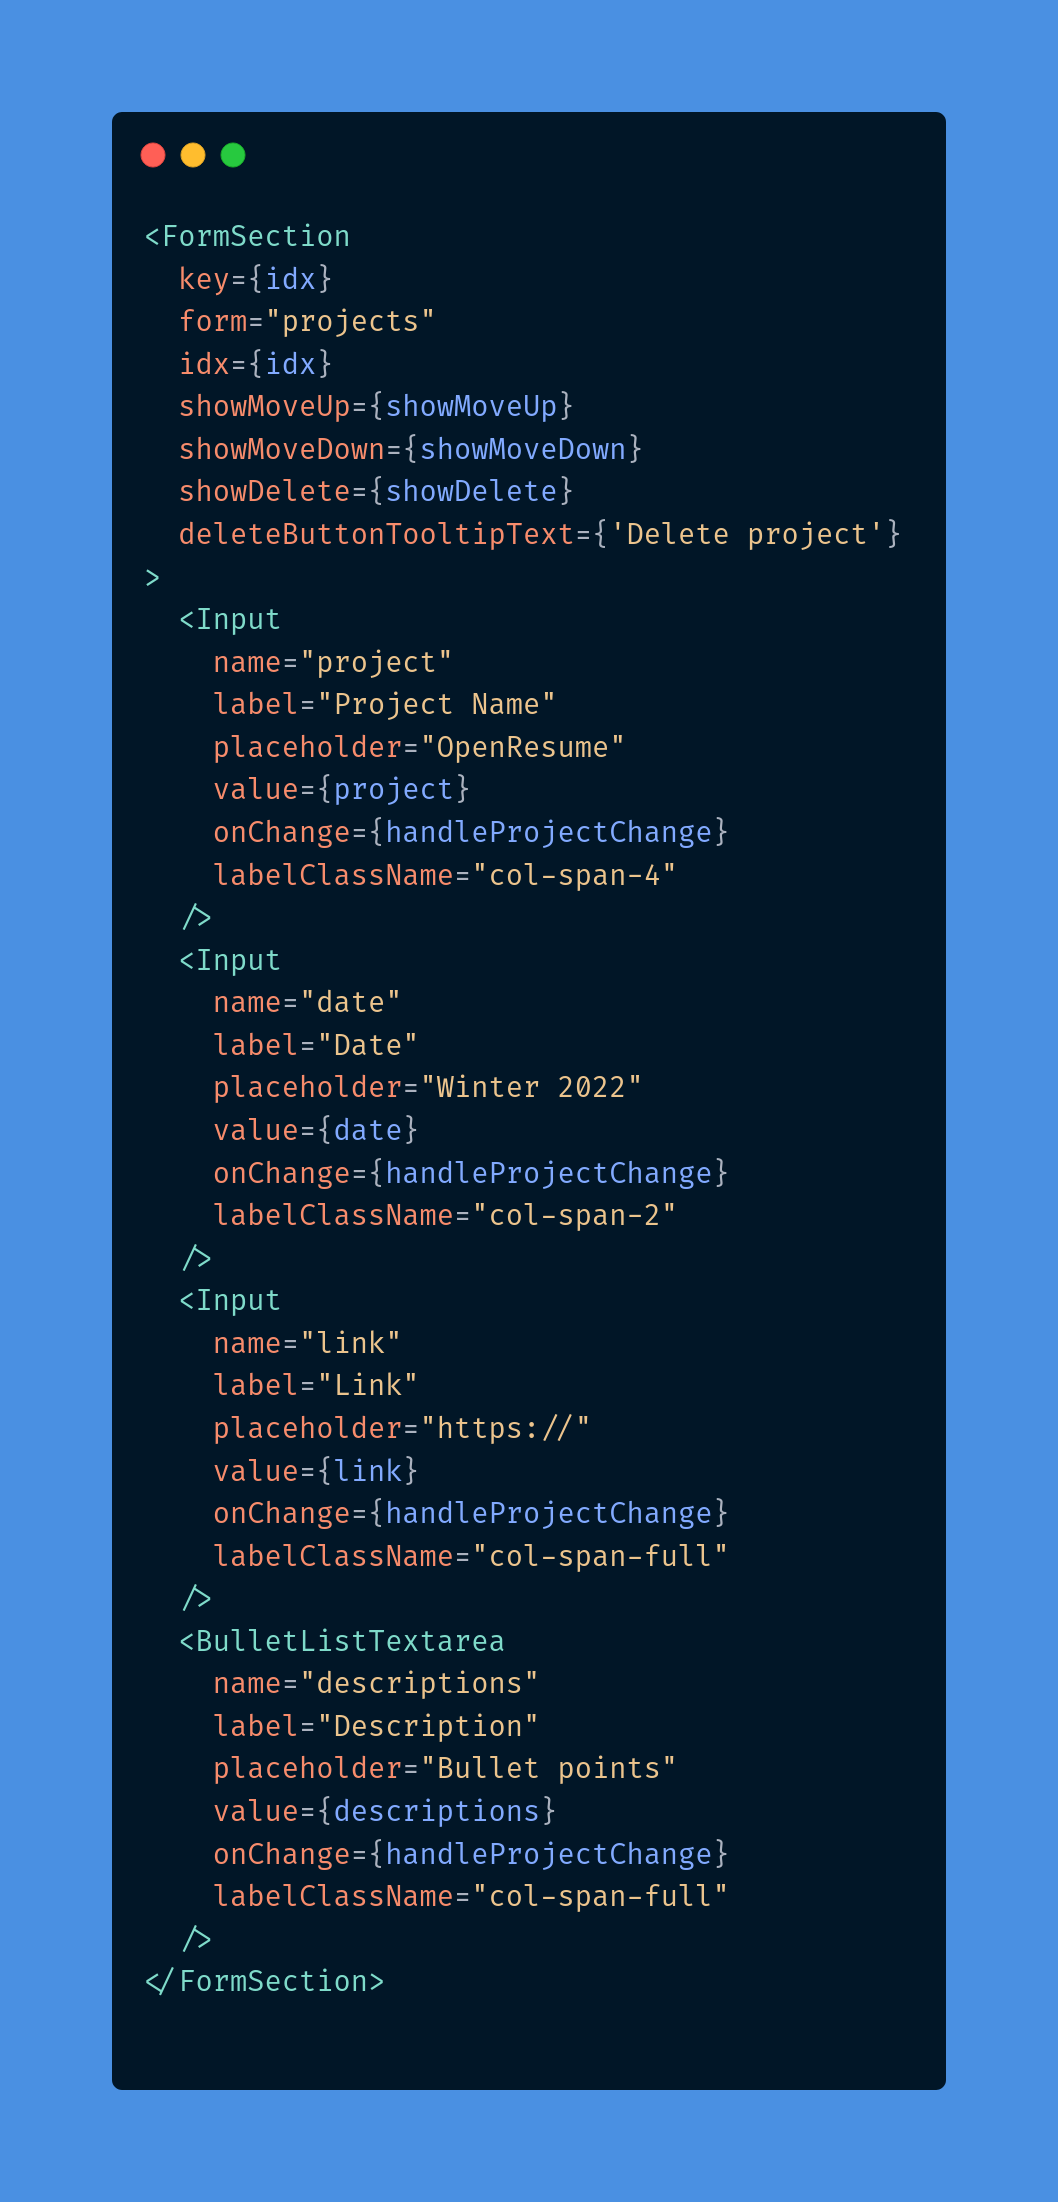 <FormSection
  key={idx}
  form="projects"
  idx={idx}
  showMoveUp={showMoveUp}
  showMoveDown={showMoveDown}
  showDelete={showDelete}
  deleteButtonTooltipText={'Delete project'}
>
  <Input
    name="project"
    label="Project Name"
    placeholder="OpenResume"
    value={project}
    onChange={handleProjectChange}
    labelClassName="col-span-4"
  />
  <Input
    name="date"
    label="Date"
    placeholder="Winter 2022"
    value={date}
    onChange={handleProjectChange}
    labelClassName="col-span-2"
  />
  <Input
    name="link"
    label="Link"
    placeholder="https://"
    value={link}
    onChange={handleProjectChange}
    labelClassName="col-span-full"
  />
  <BulletListTextarea
    name="descriptions"
    label="Description"
    placeholder="Bullet points"
    value={descriptions}
    onChange={handleProjectChange}
    labelClassName="col-span-full"
  />
</FormSection>